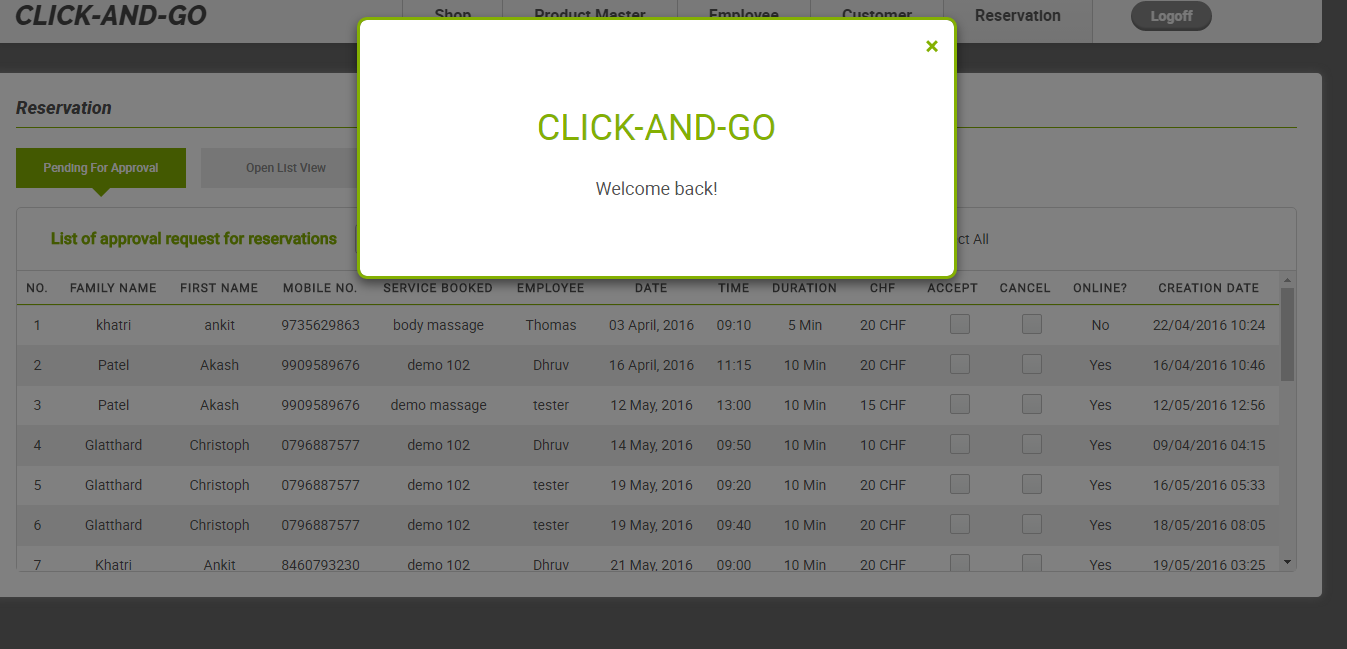 CLICK-AND-GO
Shop Product Master Employee Customer Reservation Logoff
×
CLICK-AND-GO
Welcome back!
Reservation
Pending For Approval Open List View
List of approval request for reservations ct All
NO. FAMILY NAME FIRST NAME MOBILE NO. SERVICE BOOKED EMPLOYEE DATE TIME DURATION CHF ACCEPT CANCEL ONLINE? CREATION DATE
1 khatri ankit 9735629863 body massage Thomas 03 April, 2016 09:10 5 Min 20 CHF No 22/04/2016 10:24
2 Patel Akash 9909589676 demo 102 Dhruv 16 April, 2016 11:15 10 Min 20 CHF Yes 16/04/2016 10:46
3 Patel Akash 9909589676 demo massage tester 12 May, 2016 13:00 10 Min 15 CHF Yes 12/05/2016 12:56
4 Glatthard Christoph 0796887577 demo 102 Dhruv 14 May, 2016 09:50 10 Min 10 CHF Yes 09/04/2016 04:15
5 Glatthard Christoph 0796887577 demo 102 tester 19 May, 2016 09:20 10 Min 20 CHF Yes 16/05/2016 05:33
6 Glatthard Christoph 0796887577 demo 102 tester 19 May, 2016 09:40 10 Min 20 CHF Yes 18/05/2016 08:05
7 Khatri Ankit 8460793230 demo 102 Dhruv 21 May, 2016 09:00 10 Min 20 CHF Yes 19/05/2016 03:25